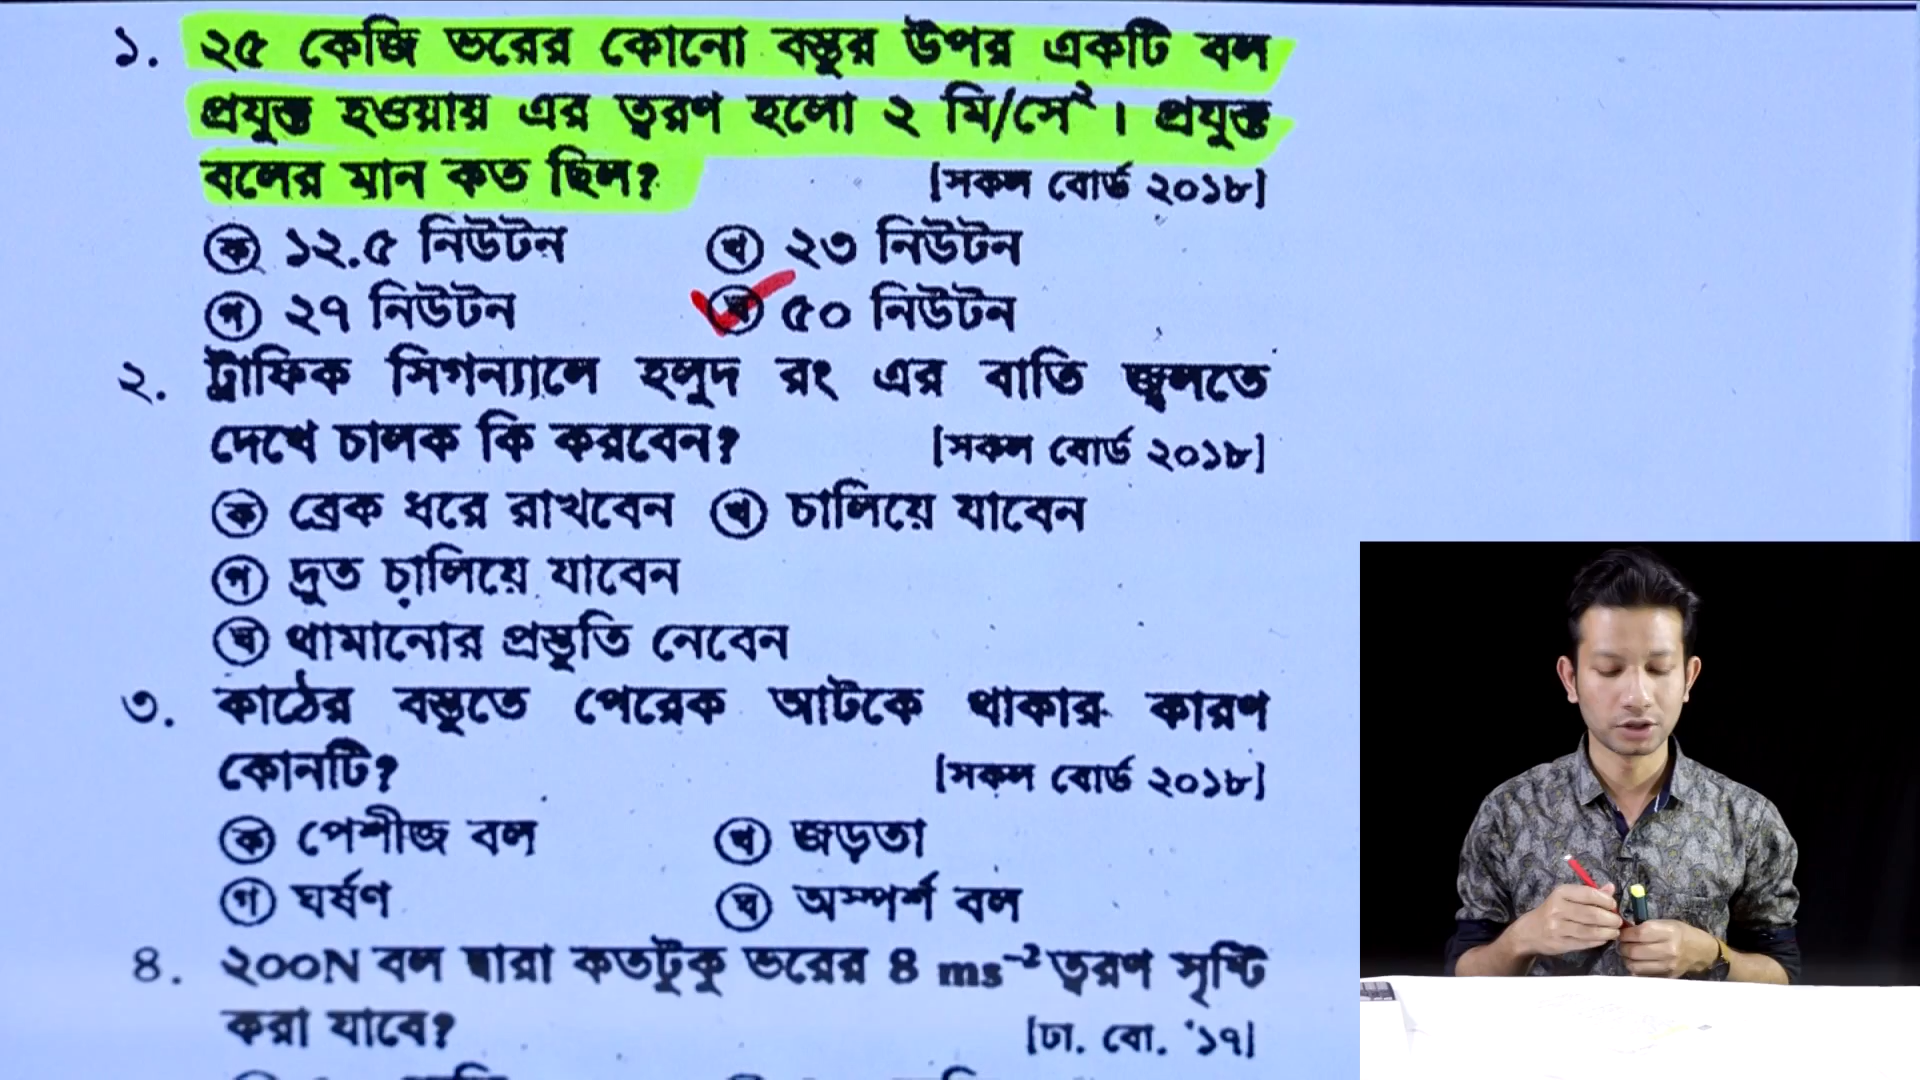 ১. ২৫ কেজি ভরের কোনো বস্তুর উপর একটি বল
প্রযুক্ত হওয়ায় এর ত্বরণ হলো ২ মি/সে²। প্রযুক্ত
বলের মান কত ছিল? [সকল বোর্ড ২০১৮]
ক ১২.৫ নিউটন খ ২৩ নিউটন
গ ২৭ নিউটন ঘ ৫০ নিউটন
২. ট্রাফিক সিগন্যালে হলুদ রং এর বাতি জ্বলতে
দেখে চালক কি করবেন? [সকল বোর্ড ২০১৮]
ক ব্রেক ধরে রাখবেন খ চালিয়ে যাবেন
গ দ্রুত চালিয়ে যাবেন
ঘ থামানোর প্রস্তুতি নেবেন
৩. কাঠের বস্তুতে পেরেক আটকে থাকার কারণ
কোনটি? [সকল বোর্ড ২০১৮]
ক পেশীজ বল খ জড়তা
গ ঘর্ষণ ঘ অস্পর্শ বল
৪. ২০০N বল দ্বারা কতটুকু ভরের ৪ ms⁻² ত্বরণ সৃষ্টি
করা যাবে? [ঢা. বো. '১৭]